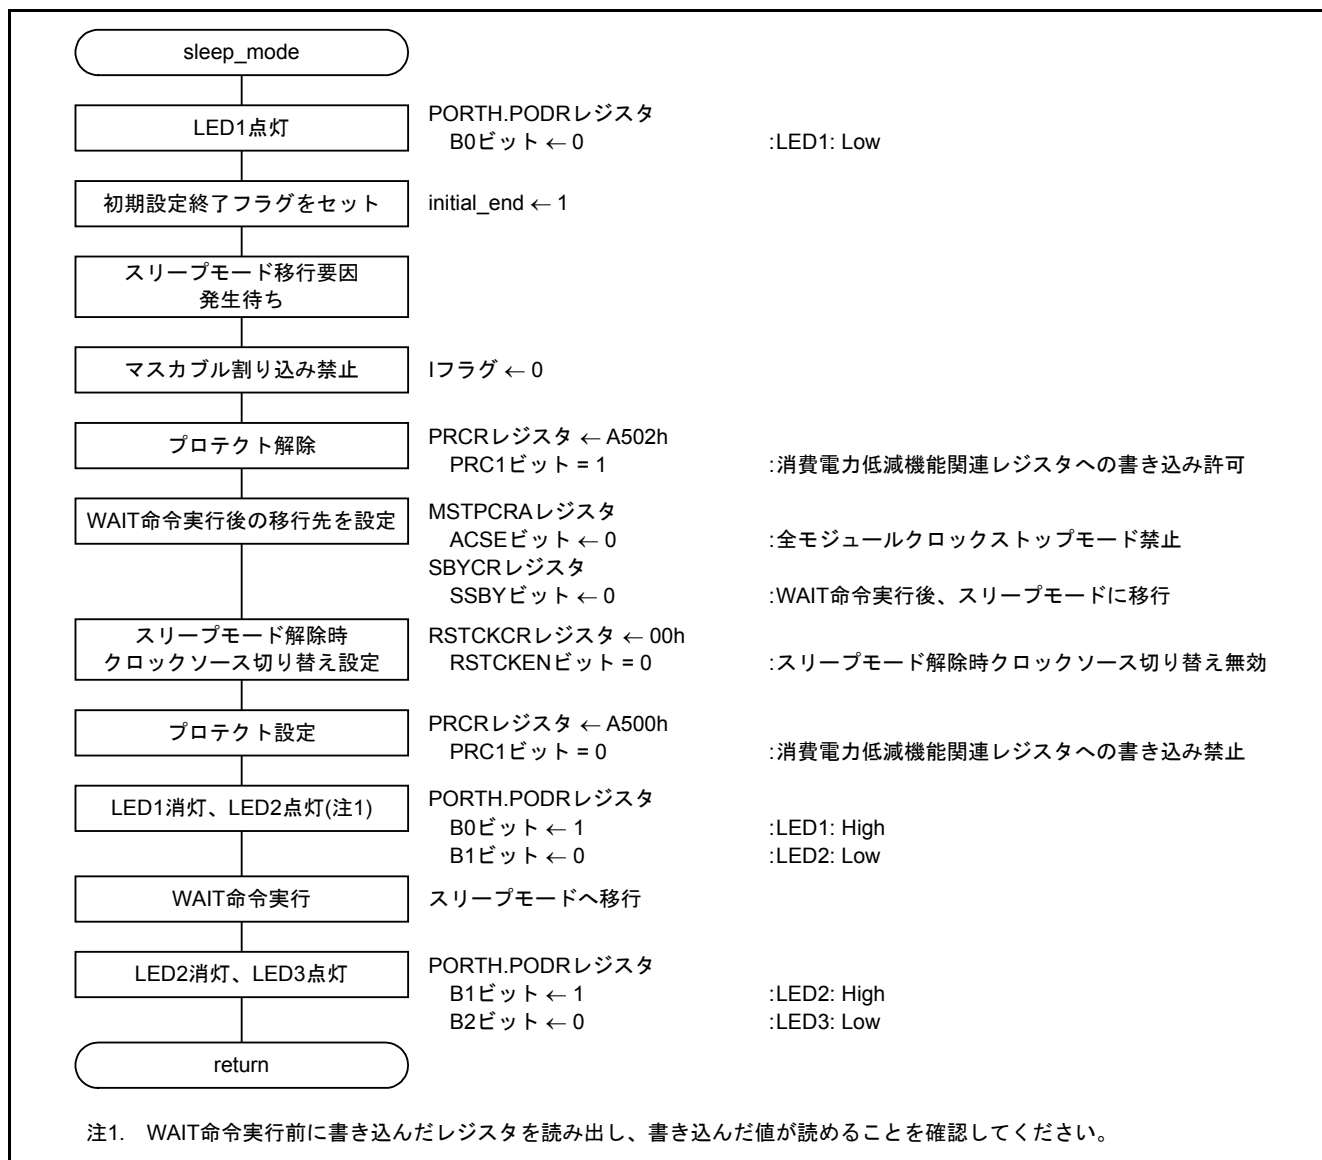 sleep_mode
LED1点灯
PORTH.PODRレジスタ
B0ビット ← 0 :LED1: Low
初期設定終了フラグをセット
initial_end ← 1
スリープモード移行要因
発生待ち
マスカブル割り込み禁止
Iフラグ ← 0
プロテクト解除
PRCRレジスタ ← A502h
PRC1ビット = 1 :消費電力低減機能関連レジスタへの書き込み許可
WAIT命令実行後の移行先を設定
MSTPCRAレジスタ
ACSEビット ← 0 :全モジュールクロックストップモード禁止
SBYCRレジスタ
SSBYビット ← 0 :WAIT命令実行後、スリープモードに移行
スリープモード解除時
クロックソース切り替え設定
RSTCKCRレジスタ ← 00h
RSTCKENビット = 0 :スリープモード解除時クロックソース切り替え無効
プロテクト設定
PRCRレジスタ ← A500h
PRC1ビット = 0 :消費電力低減機能関連レジスタへの書き込み禁止
LED1消灯、LED2点灯(注1)
PORTH.PODRレジスタ
B0ビット ← 1 :LED1: High
B1ビット ← 0 :LED2: Low
WAIT命令実行
スリープモードへ移行
LED2消灯、LED3点灯
PORTH.PODRレジスタ
B1ビット ← 1 :LED2: High
B2ビット ← 0 :LED3: Low
return
注1. WAIT命令実行前に書き込んだレジスタを読み出し、書き込んだ値が読めることを確認してください。